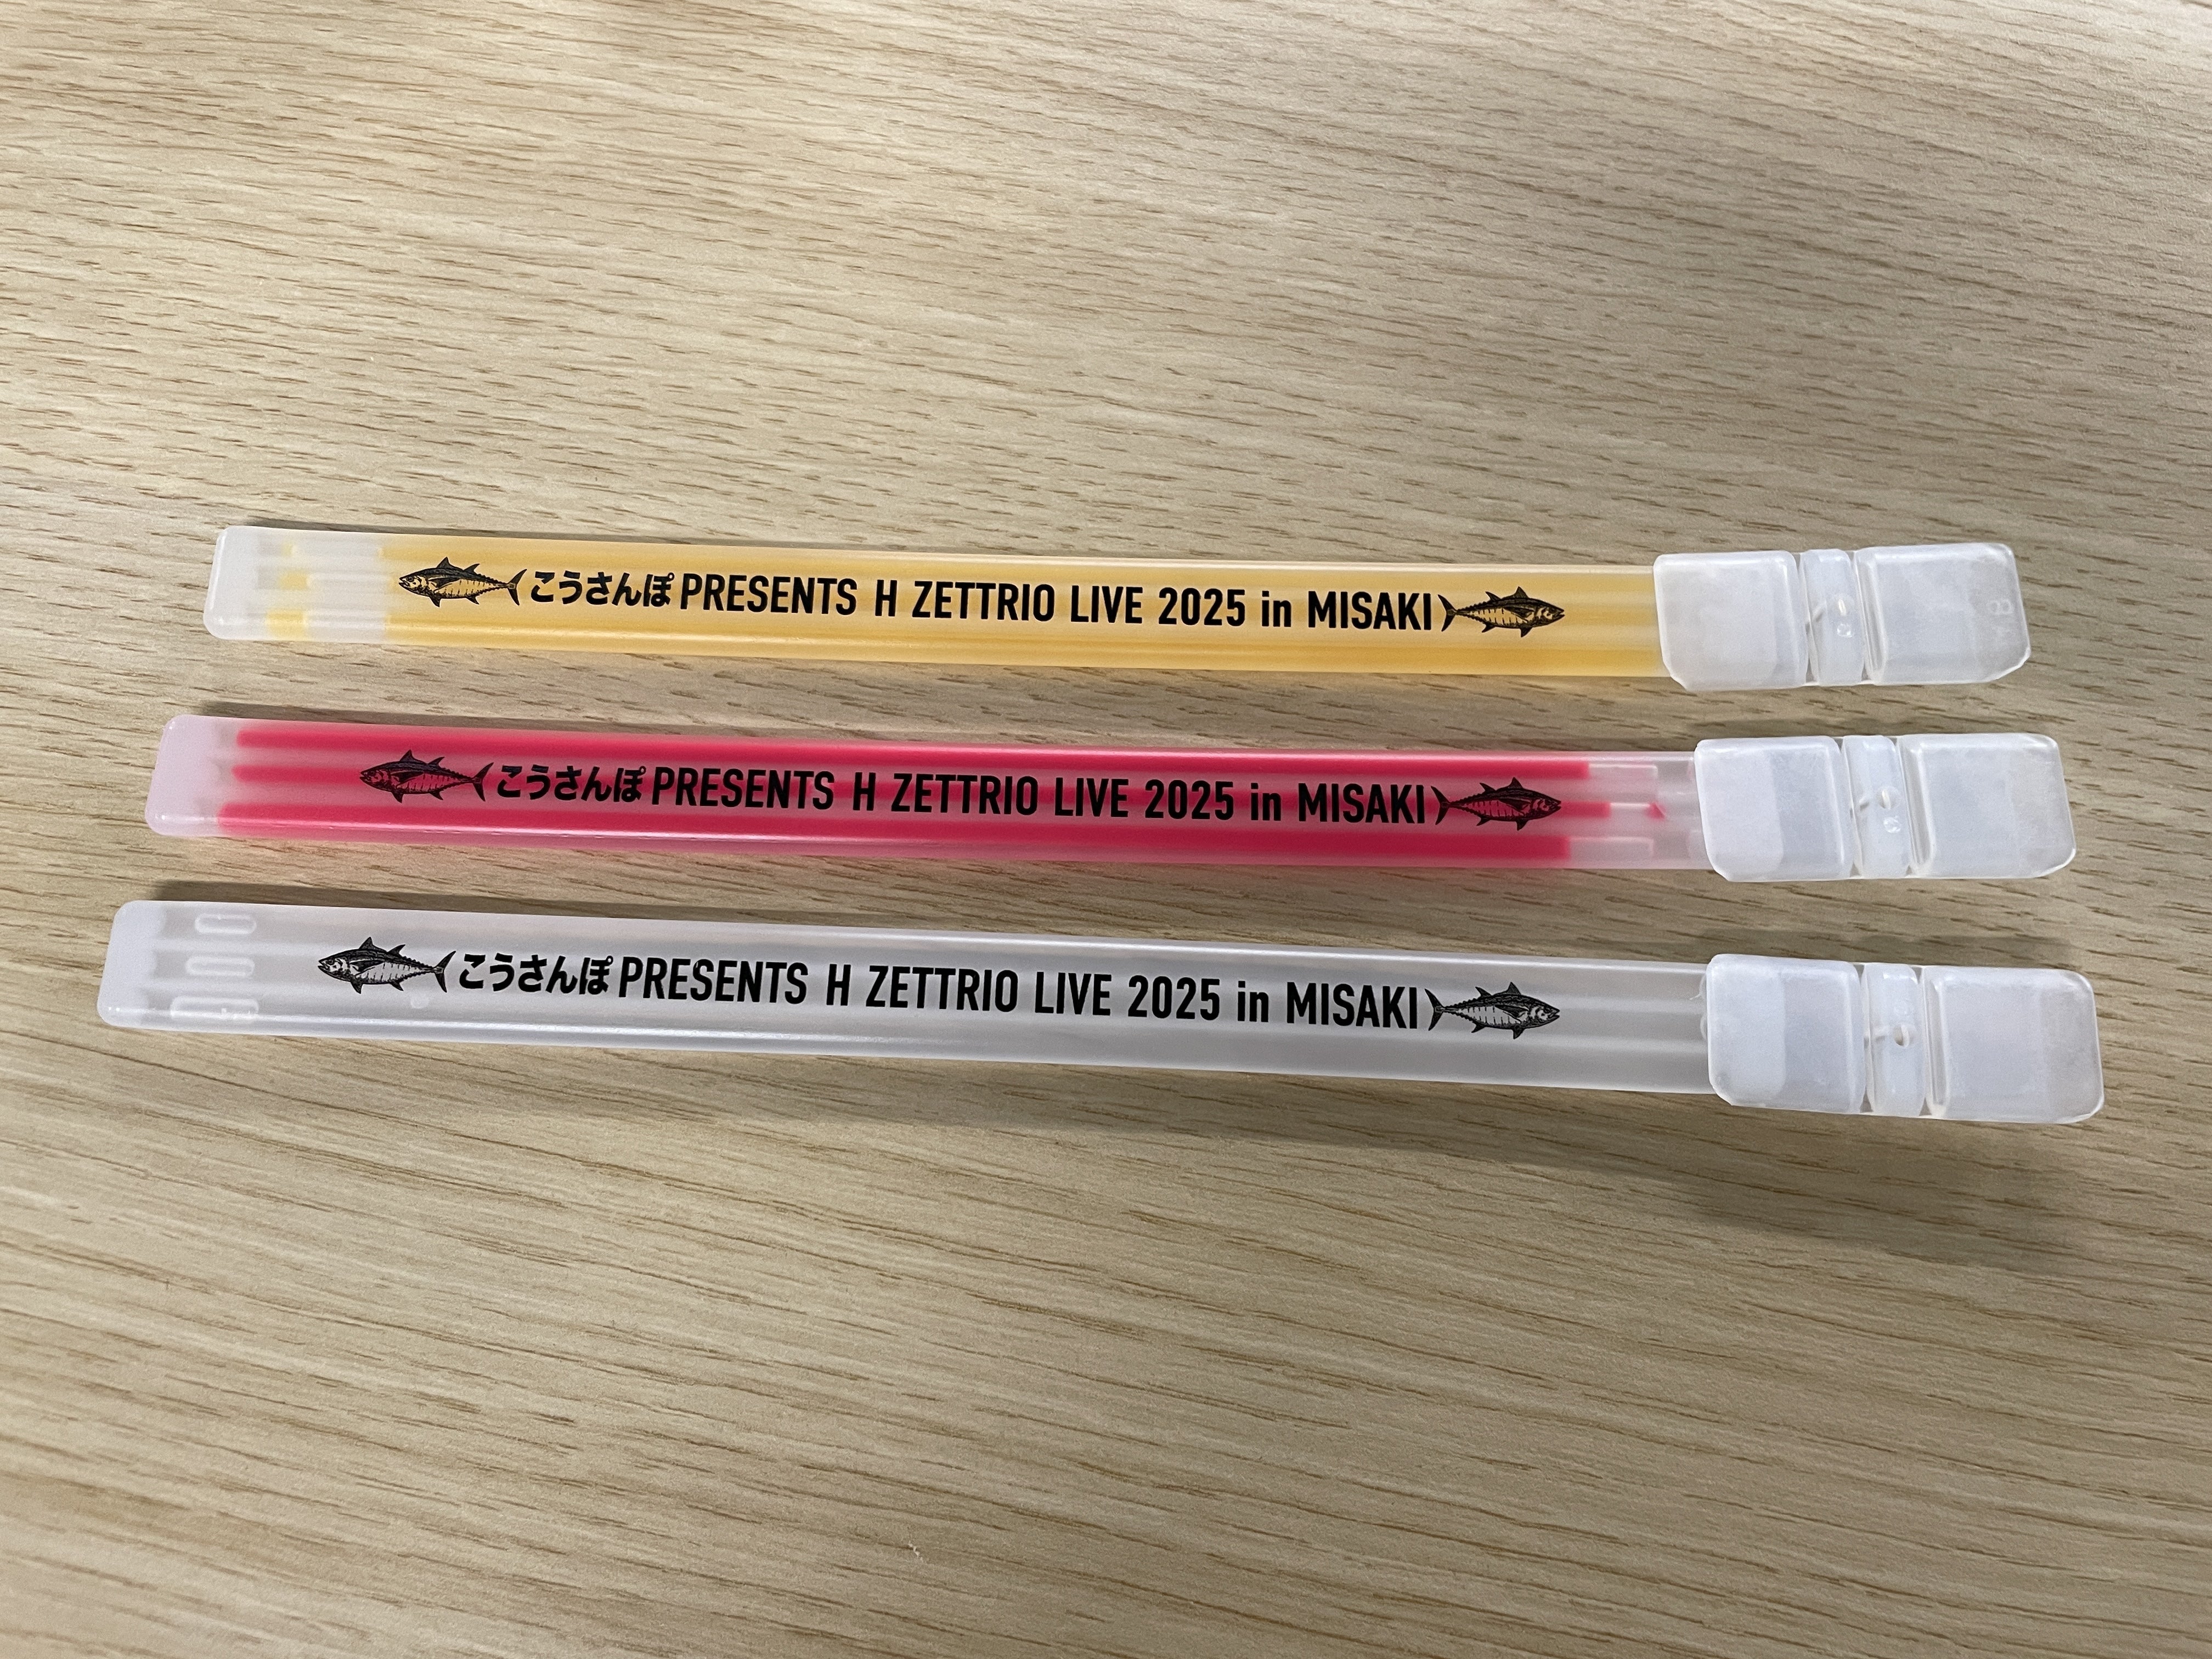 こうさんぽ PRESENTS H ZETTRIO LIVE 2025 in MISAKI
こうさんぽ PRESENTS H ZETTRIO LIVE 2025 in MISAKI
こうさんぽ PRESENTS H ZETTRIO LIVE 2025 in MISAKI